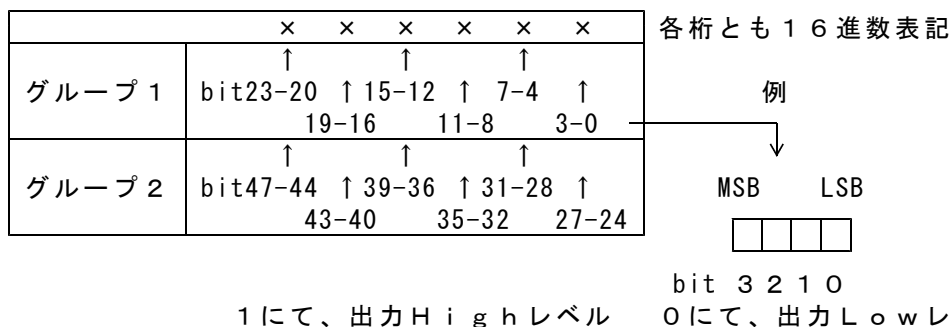 × × × × × × 各桁とも16進数表記
↑ ↑ ↑
グループ1 bit23-20 ↑ 15-12 ↑ 7-4 ↑ 例
19-16 11-8 3-0
↑ ↑ ↑
グループ2 bit47-44 ↑ 39-36 ↑ 31-28 ↑ MSB LSB
43-40 35-32 27-24
bit 3 2 1 0
1にて、出力Highレベル 0にて、出力Lowレ